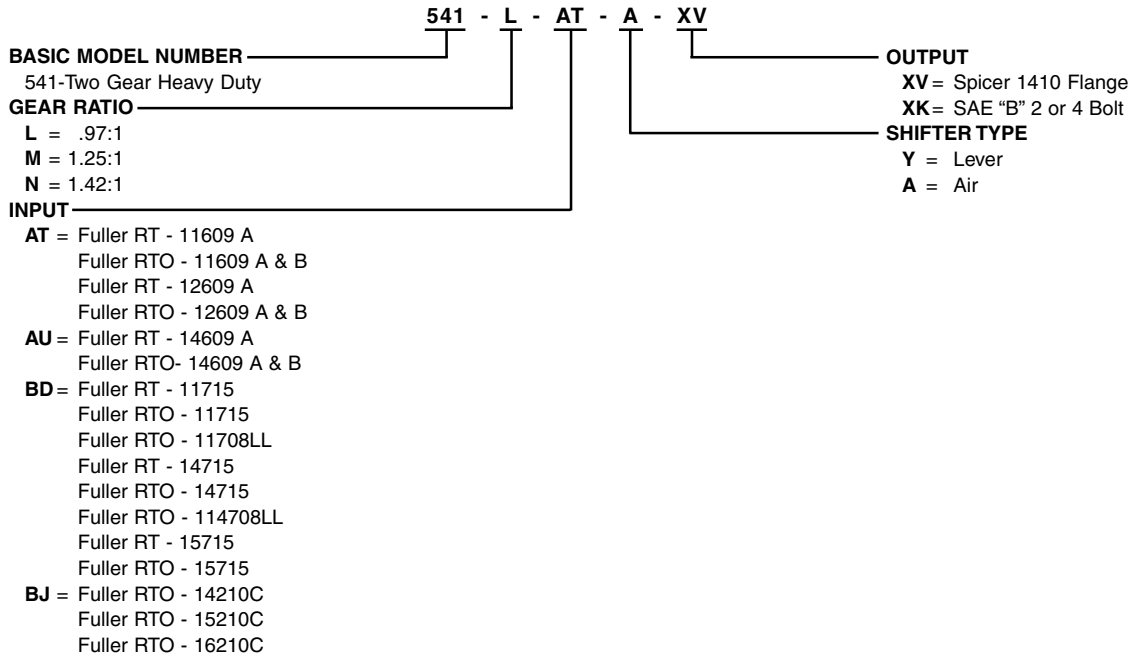 541 - L - AT - A - XV
BASIC MODEL NUMBER
541-Two Gear Heavy Duty
GEAR RATIO
L = .97:1
M = 1.25:1
N = 1.42:1
INPUT
AT = Fuller RT - 11609 A
Fuller RTO - 11609 A & B
Fuller RT - 12609 A
Fuller RTO - 12609 A & B
AU = Fuller RT - 14609 A
Fuller RTO- 14609 A & B
BD = Fuller RT - 11715
Fuller RTO - 11715
Fuller RTO - 11708LL
Fuller RT - 14715
Fuller RTO - 14715
Fuller RTO - 114708LL
Fuller RT - 15715
Fuller RTO - 15715
BJ = Fuller RTO - 14210C
Fuller RTO - 15210C
Fuller RTO - 16210C
OUTPUT
XV = Spicer 1410 Flange
XK = SAE “B” 2 or 4 Bolt
SHIFTER TYPE
Y = Lever
A = Air